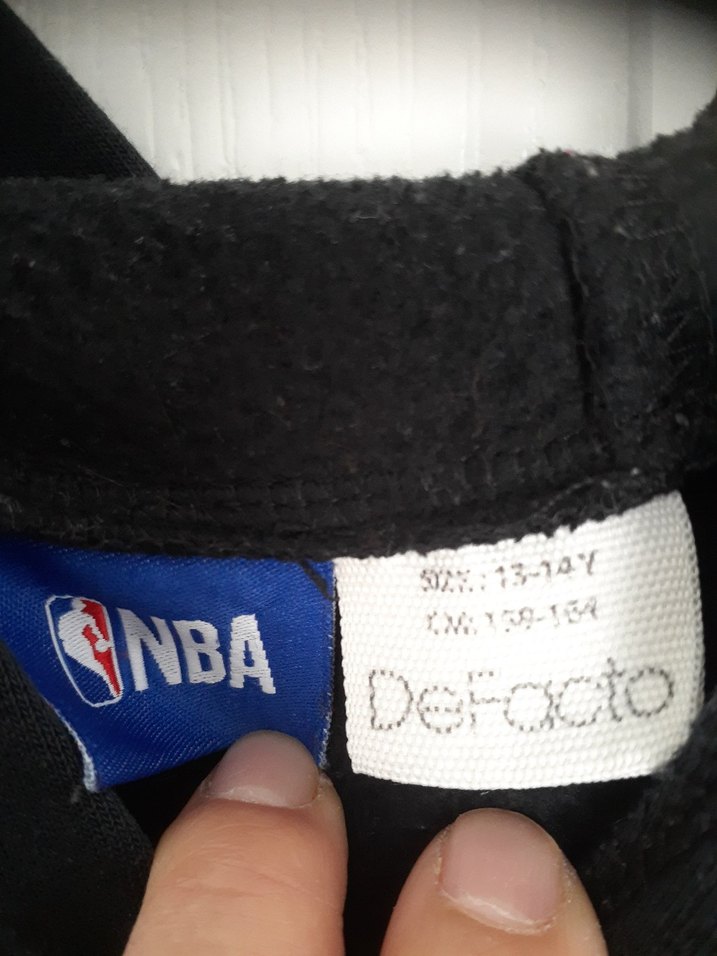 NBA
SIZE: 13-14Y
CM: 158-164
DeFacto